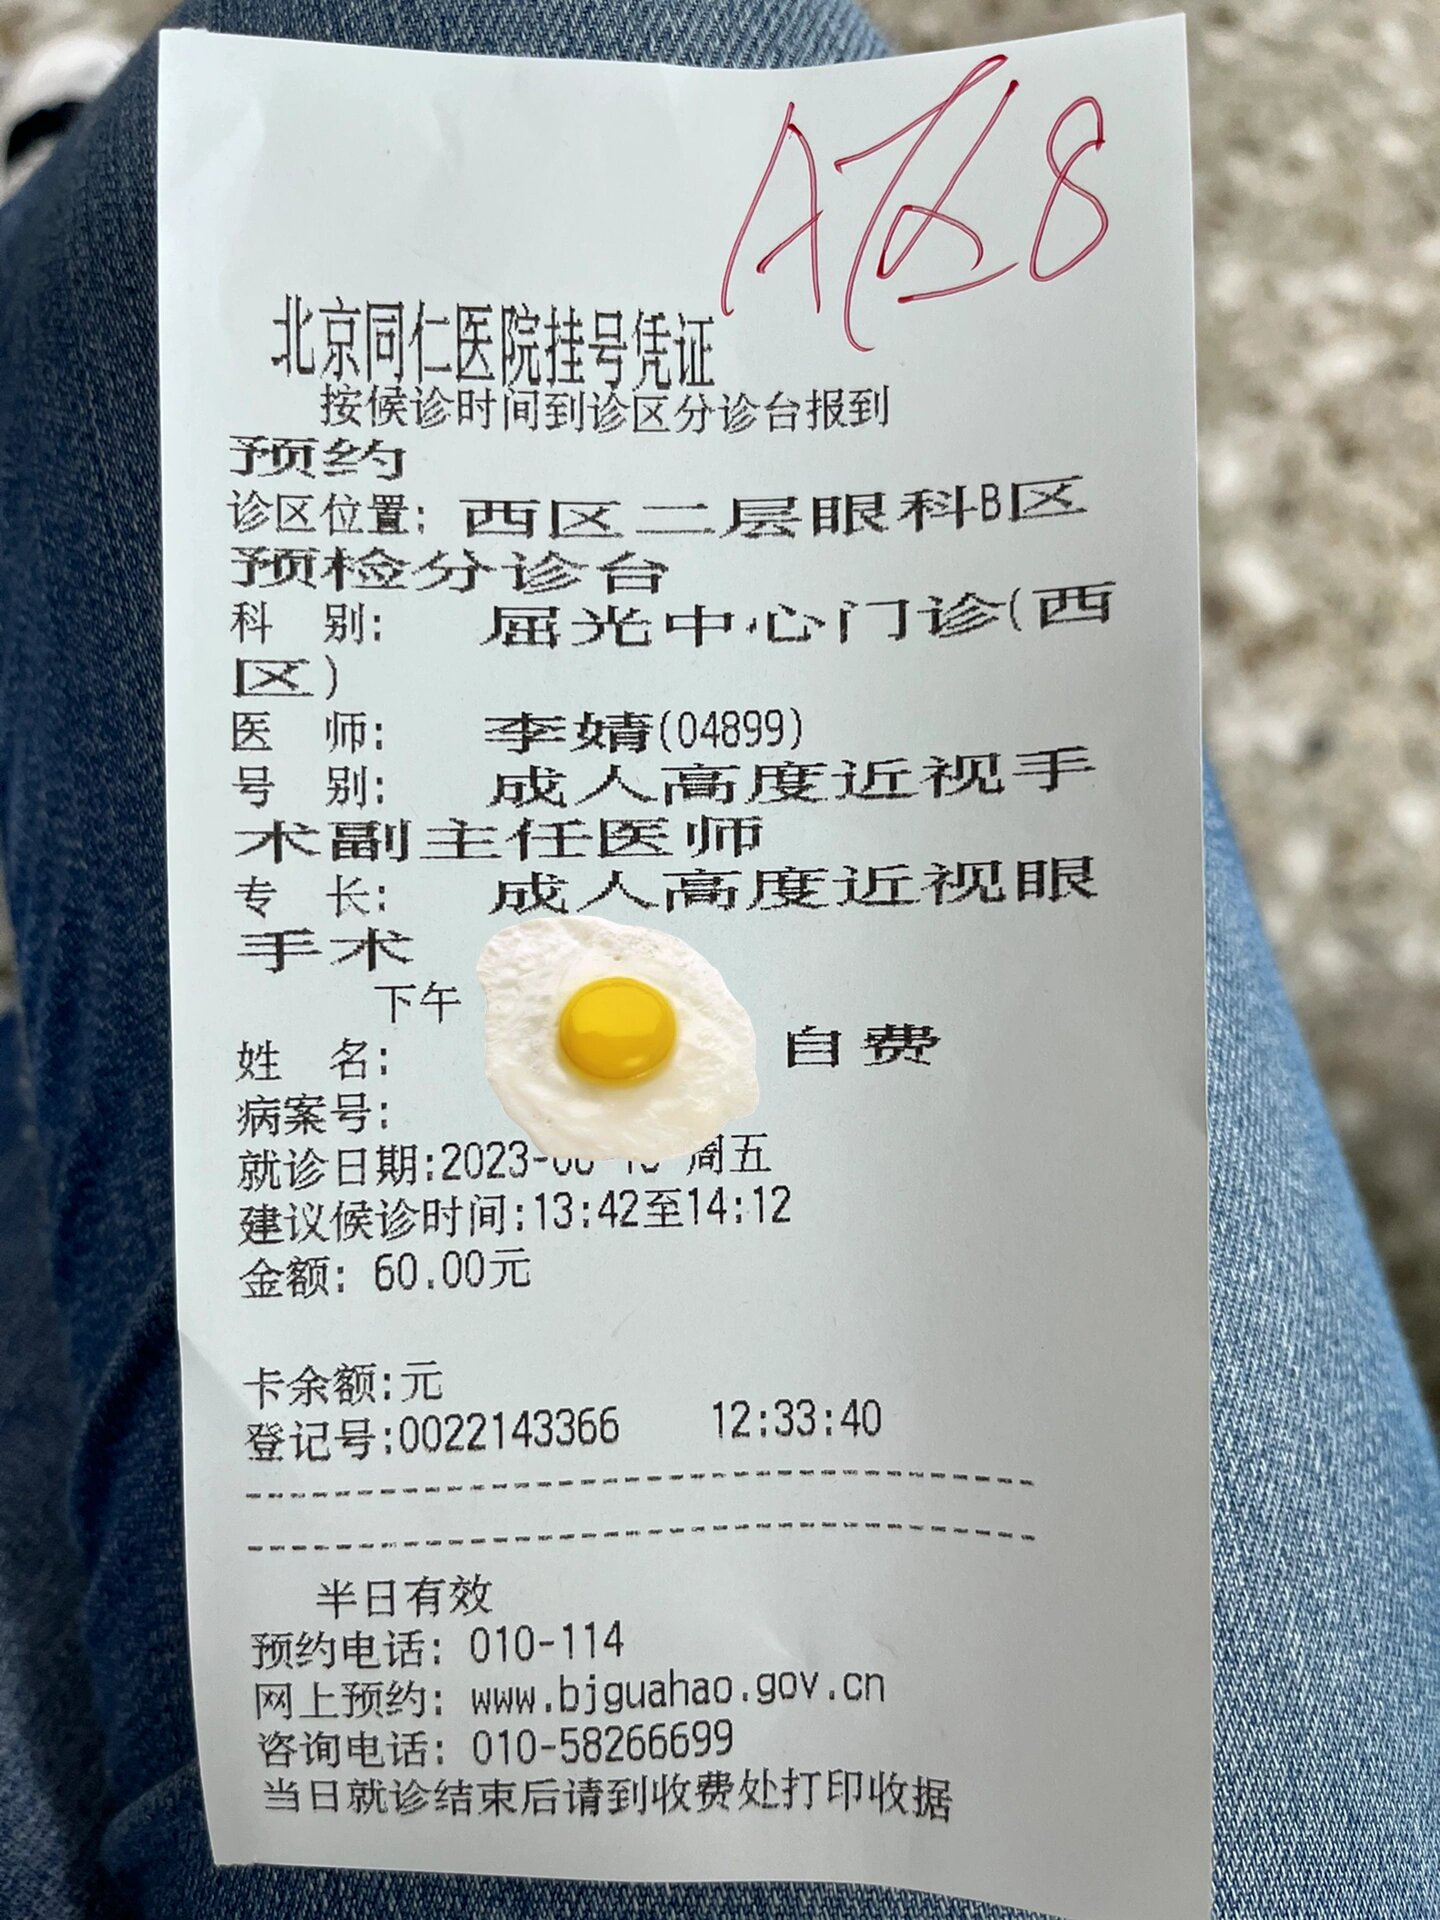 北京同仁医院挂号凭证
按候诊时间到诊区分诊台报到
预约
诊区位置: 西区二层眼科B区
预检分诊台
科 别: 屈光中心门诊(西
区)
医 师: 李婧(04899)
号 别: 成人高度近视手
术副主任医师
专 长: 成人高度近视眼
手术
下午
姓 名: 自费
病案号:
就诊日期:2023- 周五
建议候诊时间:13:42至14:12
金额: 60.00元
卡余额:元
登记号:0022143366 12:33:40
半日有效
预约电话: 010-114
网上预约: www.bjguahao.gov.cn
咨询电话: 010-58266699
当日就诊结束后请到收费处打印收据